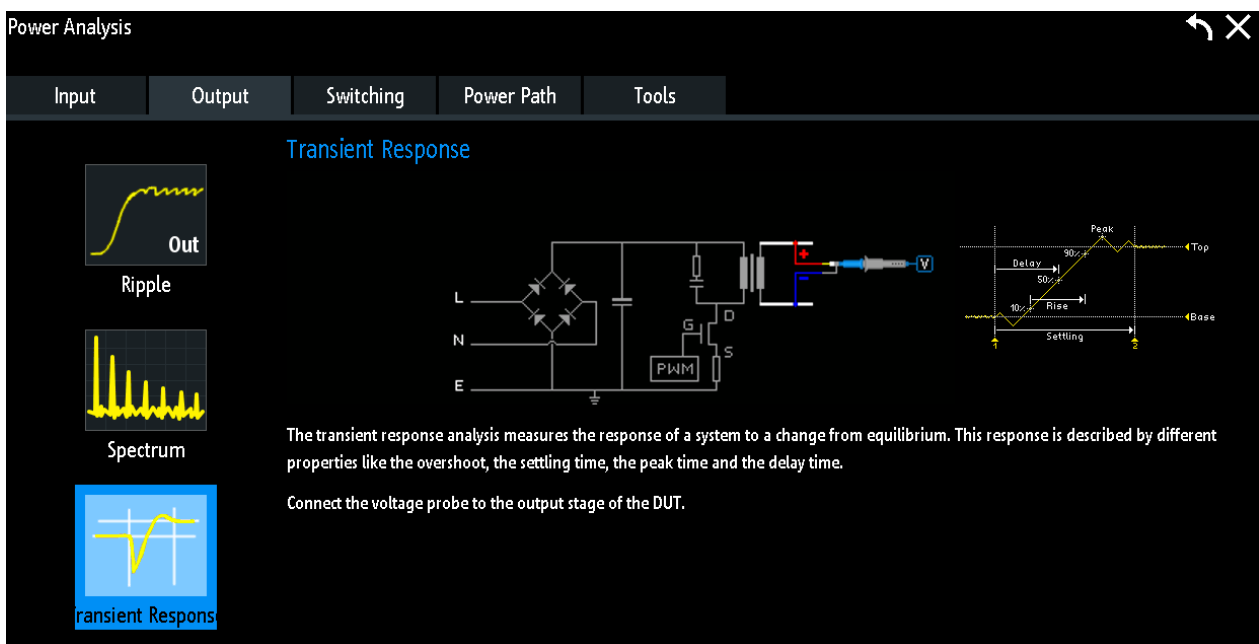 Power Analysis
Input
Output
Switching
Power Path
Tools
Transient Response
Out
Ripple
Spectrum
ransient Respons
L
N
E
G
D
S
PWM
+
-
V
Peak
90%
Top
Delay
50%
10%
Rise
Base
Settling
1
2
The transient response analysis measures the response of a system to a change from equilibrium. This response is described by different
properties like the overshoot, the settling time, the peak time and the delay time.
Connect the voltage probe to the output stage of the DUT.